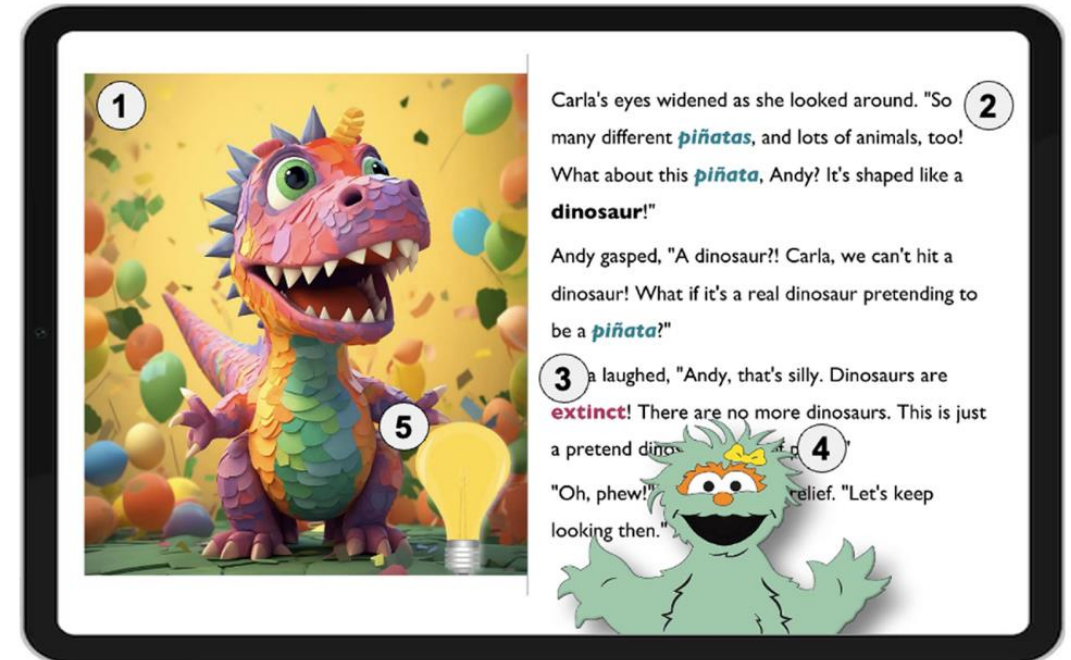 1
Carla's eyes widened as she looked around. "So
2
many different piñatas, and lots of animals, too!
What about this piñata, Andy? It's shaped like a
dinosaur!"
Andy gasped, "A dinosaur?! Carla, we can't hit a
dinosaur! What if it's a real dinosaur pretending to
be a piñata?"
3
a laughed, "Andy, that's silly. Dinosaurs are
extinct! There are no more dinosaurs. This is just
a pretend
4
5
"Oh, phew!" relief. "Let's keep
looking then."